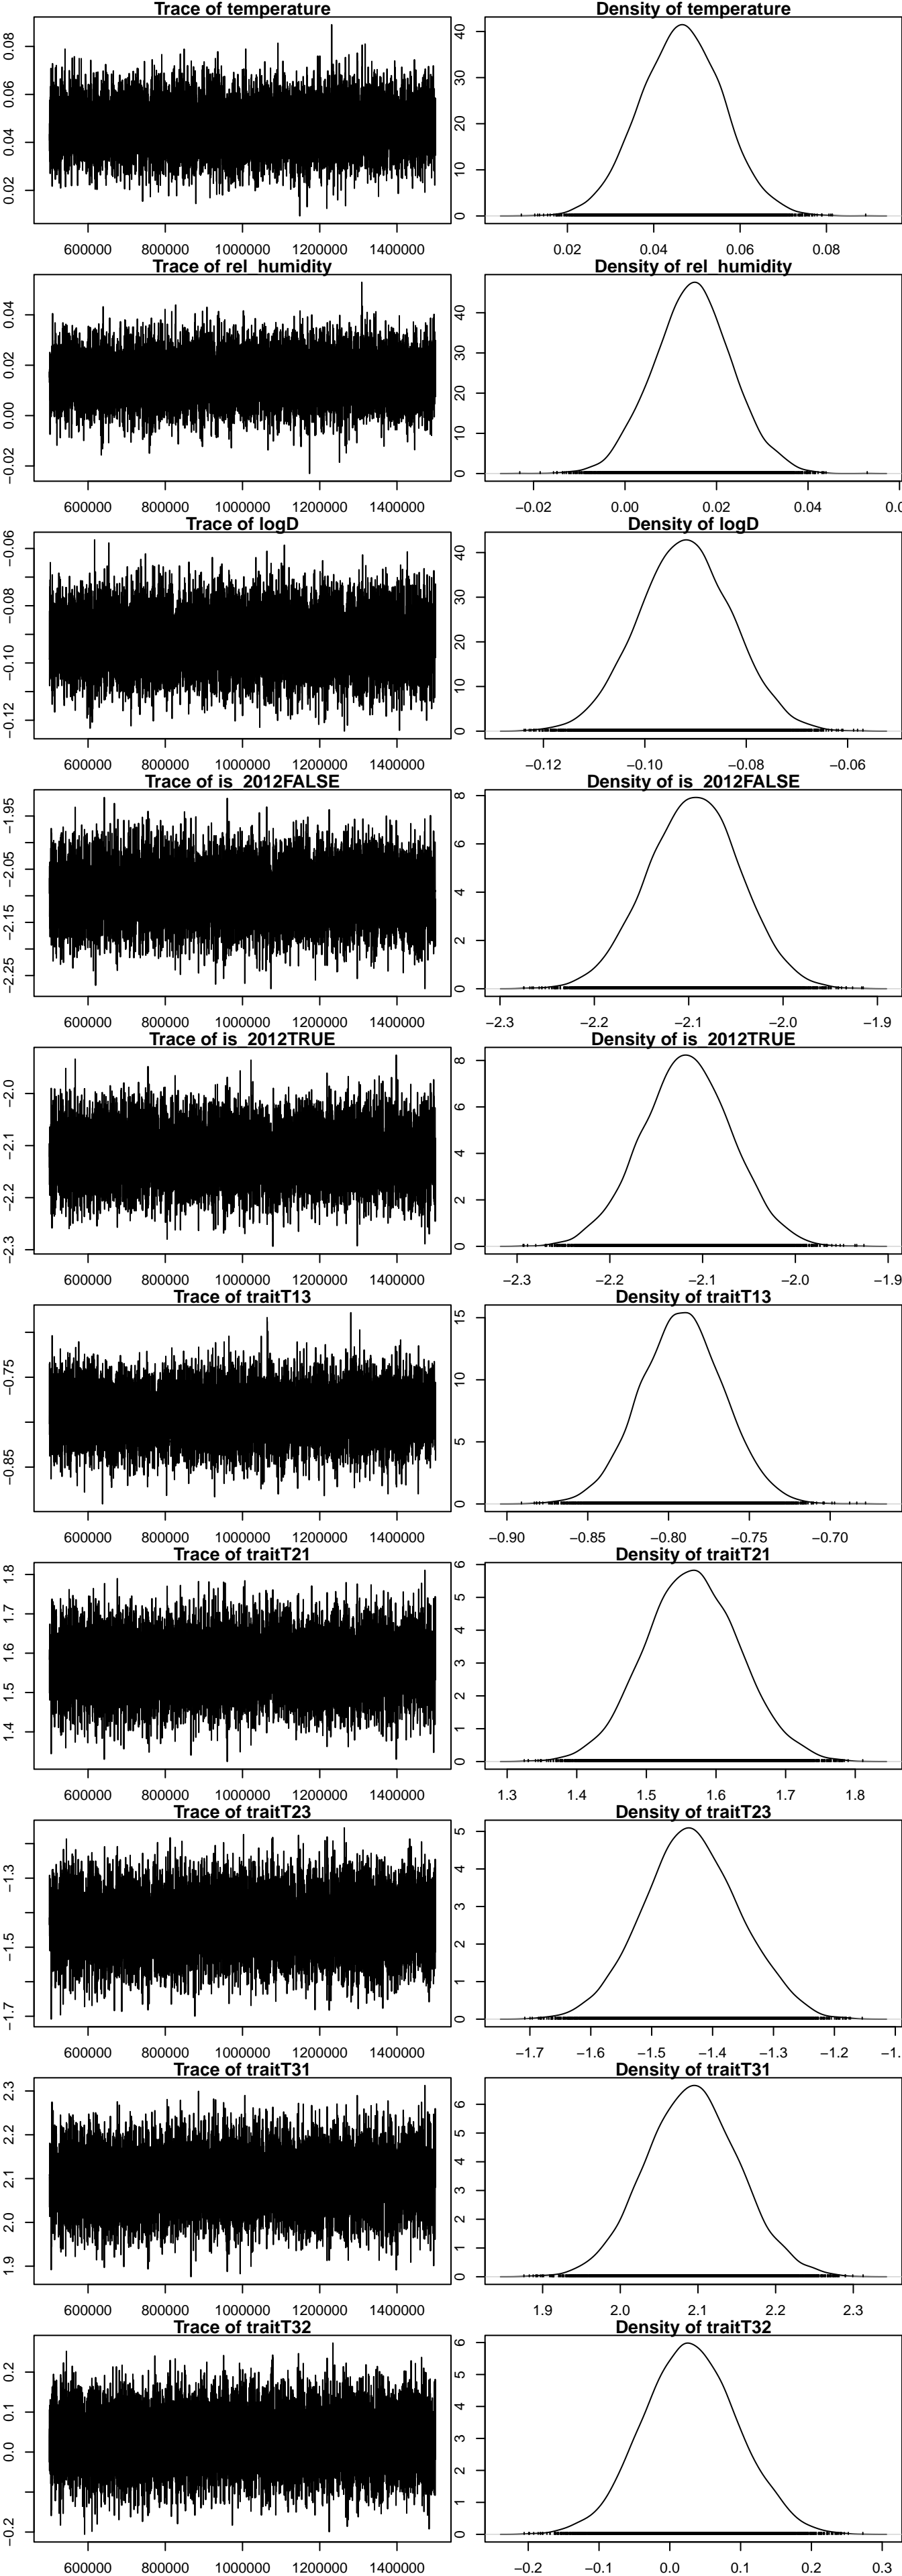 Trace of temperature
0.02 0.04 0.06 0.08
600000 800000 1000000 1200000 1400000
Density of temperature
0 10 20 30 40
0.02 0.04 0.06 0.08
Trace of rel_humidity
−0.02 0.00 0.02 0.04
600000 800000 1000000 1200000 1400000
Density of rel_humidity
0 10 20 30 40
−0.02 0.00 0.02 0.04 0.0
Trace of logD
−0.12 −0.10 −0.08 −0.06
600000 800000 1000000 1200000 1400000
Density of logD
0 10 20 30 40
−0.12 −0.10 −0.08 −0.06
Trace of is_2012FALSE
−2.25 −2.15 −2.05 −1.95
600000 800000 1000000 1200000 1400000
Density of is_2012FALSE
0 2 4 6 8
−2.3 −2.2 −2.1 −2.0 −1.9
Trace of is_2012TRUE
−2.3 −2.2 −2.1 −2.0
600000 800000 1000000 1200000 1400000
Density of is_2012TRUE
0 2 4 6 8
−2.3 −2.2 −2.1 −2.0 −1.9
Trace of traitT13
−0.85 −0.75
600000 800000 1000000 1200000 1400000
Density of traitT13
0 5 10 15
−0.90 −0.85 −0.80 −0.75 −0.70
Trace of traitT21
1.4 1.5 1.6 1.7 1.8
600000 800000 1000000 1200000 1400000
Density of traitT21
0 1 2 3 4 5 6
1.3 1.4 1.5 1.6 1.7 1.8
Trace of traitT23
−1.7 −1.5 −1.3
600000 800000 1000000 1200000 1400000
Density of traitT23
0 1 2 3 4 5
−1.7 −1.6 −1.5 −1.4 −1.3 −1.2 −1.
Trace of traitT31
1.9 2.0 2.1 2.2 2.3
600000 800000 1000000 1200000 1400000
Density of traitT31
0 1 2 3 4 5 6
1.9 2.0 2.1 2.2 2.3
Trace of traitT32
−0.2 0.0 0.1 0.2
600000 800000 1000000 1200000 1400000
Density of traitT32
0 1 2 3 4 5 6
−0.2 −0.1 0.0 0.1 0.2 0.3